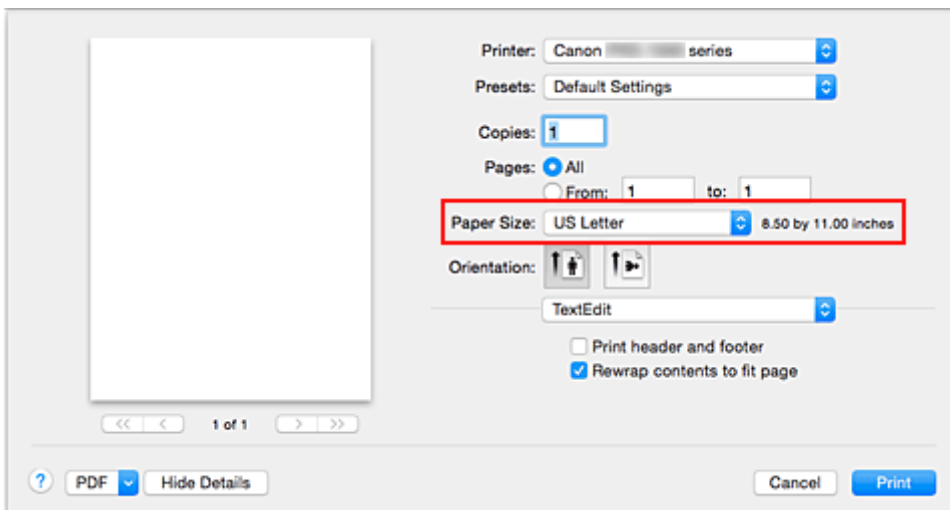 Printer: Canon series
Presets: Default Settings
Copies: 1
Pages: All
From: 1 to: 1
Paper Size: US Letter 8.50 by 11.00 inches
Orientation:
TextEdit
Print header and footer
Rewrap contents to fit page
<< < 1 of 1 > >>
? PDF Hide Details Cancel Print